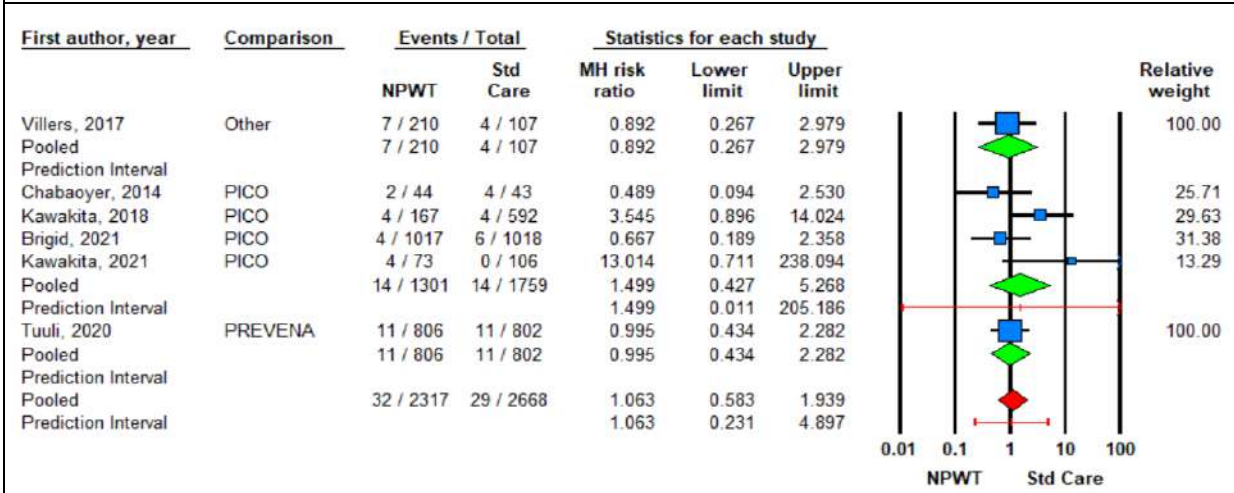 First author, year Comparison Events / Total Statistics for each study
NPWT Std Care MH risk ratio Lower limit Upper limit Relative weight
Villers, 2017 Other 7 / 210 4 / 107 0.892 0.267 2.979 100.00
Pooled 7 / 210 4 / 107 0.892 0.267 2.979
Prediction Interval
Chabaoyer, 2014 PICO 2 / 44 4 / 43 0.489 0.094 2.530 25.71
Kawakita, 2018 PICO 4 / 167 4 / 592 3.545 0.896 14.024 29.63
Brigid, 2021 PICO 4 / 1017 6 / 1018 0.667 0.189 2.358 31.38
Kawakita, 2021 PICO 4 / 73 0 / 106 13.014 0.711 238.094 13.29
Pooled 14 / 1301 14 / 1759 1.499 0.427 5.268
Prediction Interval 1.499 0.011 205.186
Tuuli, 2020 PREVENA 11 / 806 11 / 802 0.995 0.434 2.282 100.00
Pooled 11 / 806 11 / 802 0.995 0.434 2.282
Prediction Interval
Pooled 32 / 2317 29 / 2668 1.063 0.583 1.939
Prediction Interval 1.063 0.231 4.897
0.01 0.1 1 10 100
NPWT Std Care